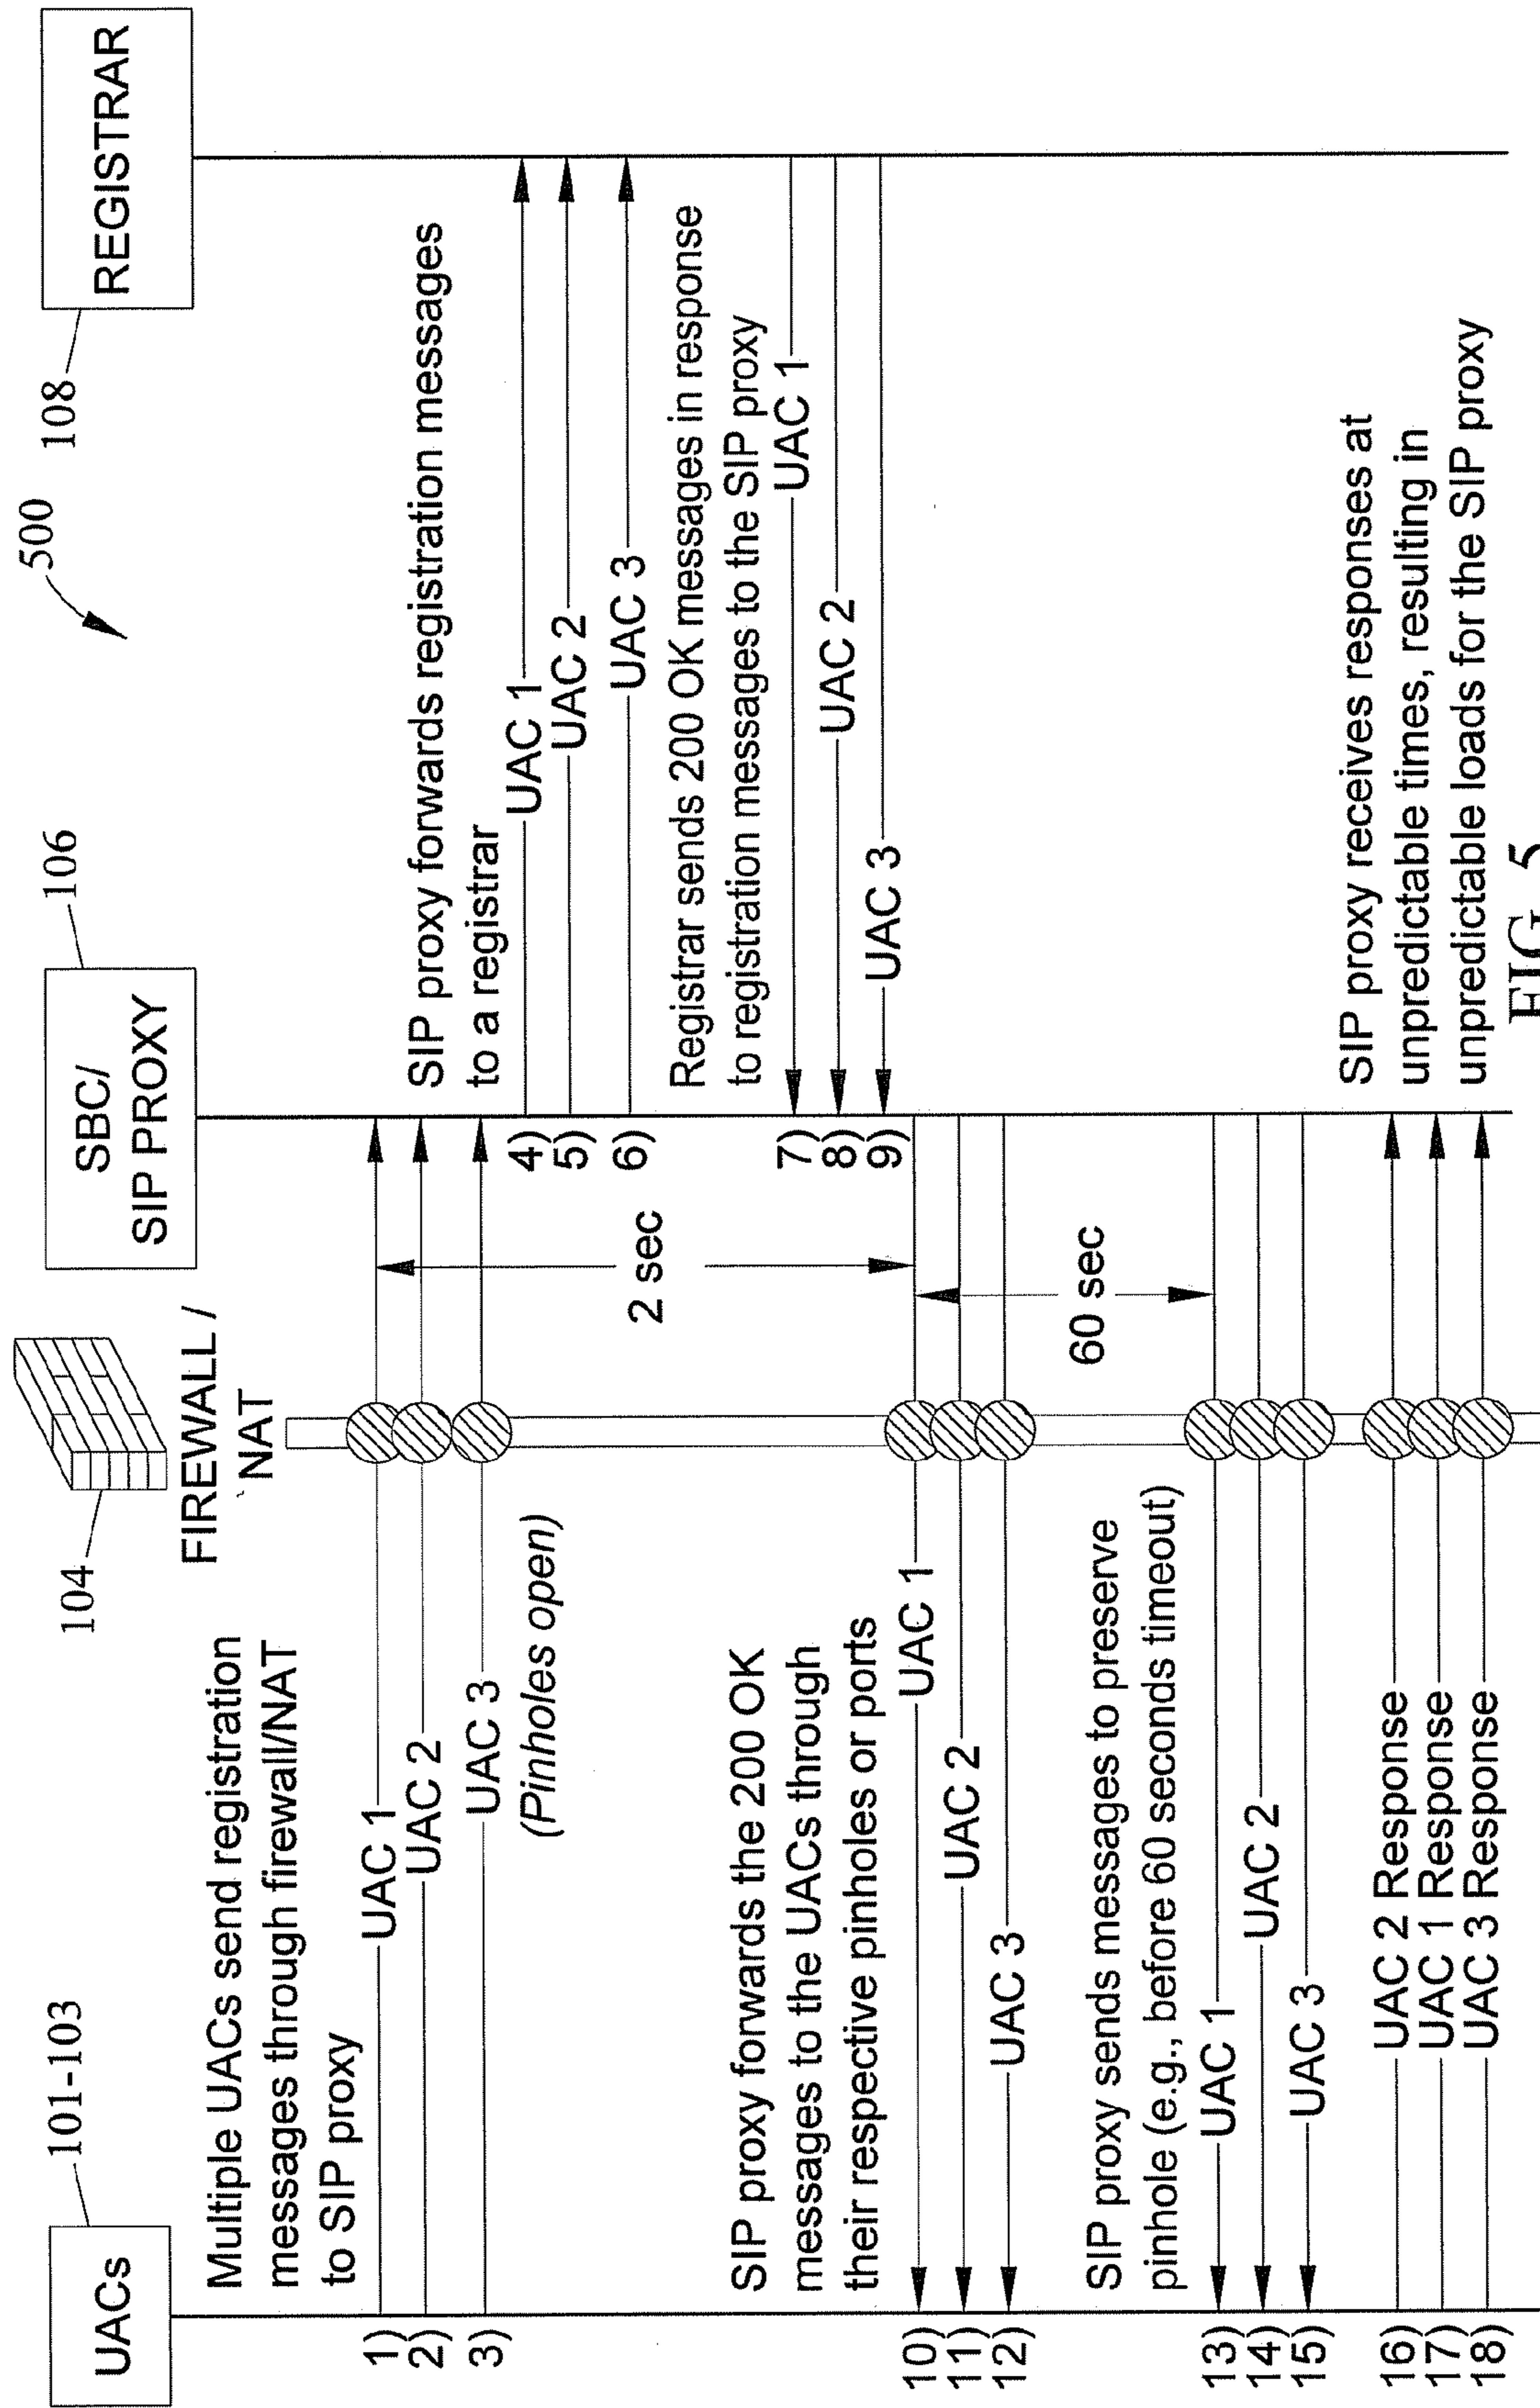 500
101-103
UACs
104
FIREWALL /
NAT
106
SBC/
SIP PROXY
108
REGISTRAR
Multiple UACs send registration
messages through firewall/NAT
to SIP proxy
1)
UAC 1
2)
UAC 2
3)
UAC 3
(Pinholes open)
SIP proxy forwards registration messages
to a registrar
4)
UAC 1
5)
UAC 2
6)
UAC 3
2 sec
Registrar sends 200 OK messages in response
to registration messages to the SIP proxy
7)
UAC 1
8)
UAC 2
9)
UAC 3
SIP proxy forwards the 200 OK
messages to the UACs through
their respective pinholes or ports
10)
UAC 1
11)
UAC 2
12)
UAC 3
60 sec
SIP proxy sends messages to preserve
pinhole (e.g., before 60 seconds timeout)
13)
UAC 1
14)
UAC 2
15)
UAC 3
16)
UAC 2 Response
17)
UAC 1 Response
18)
UAC 3 Response
SIP proxy receives responses at
unpredictable times, resulting in
unpredictable loads for the SIP proxy
FIG. 5